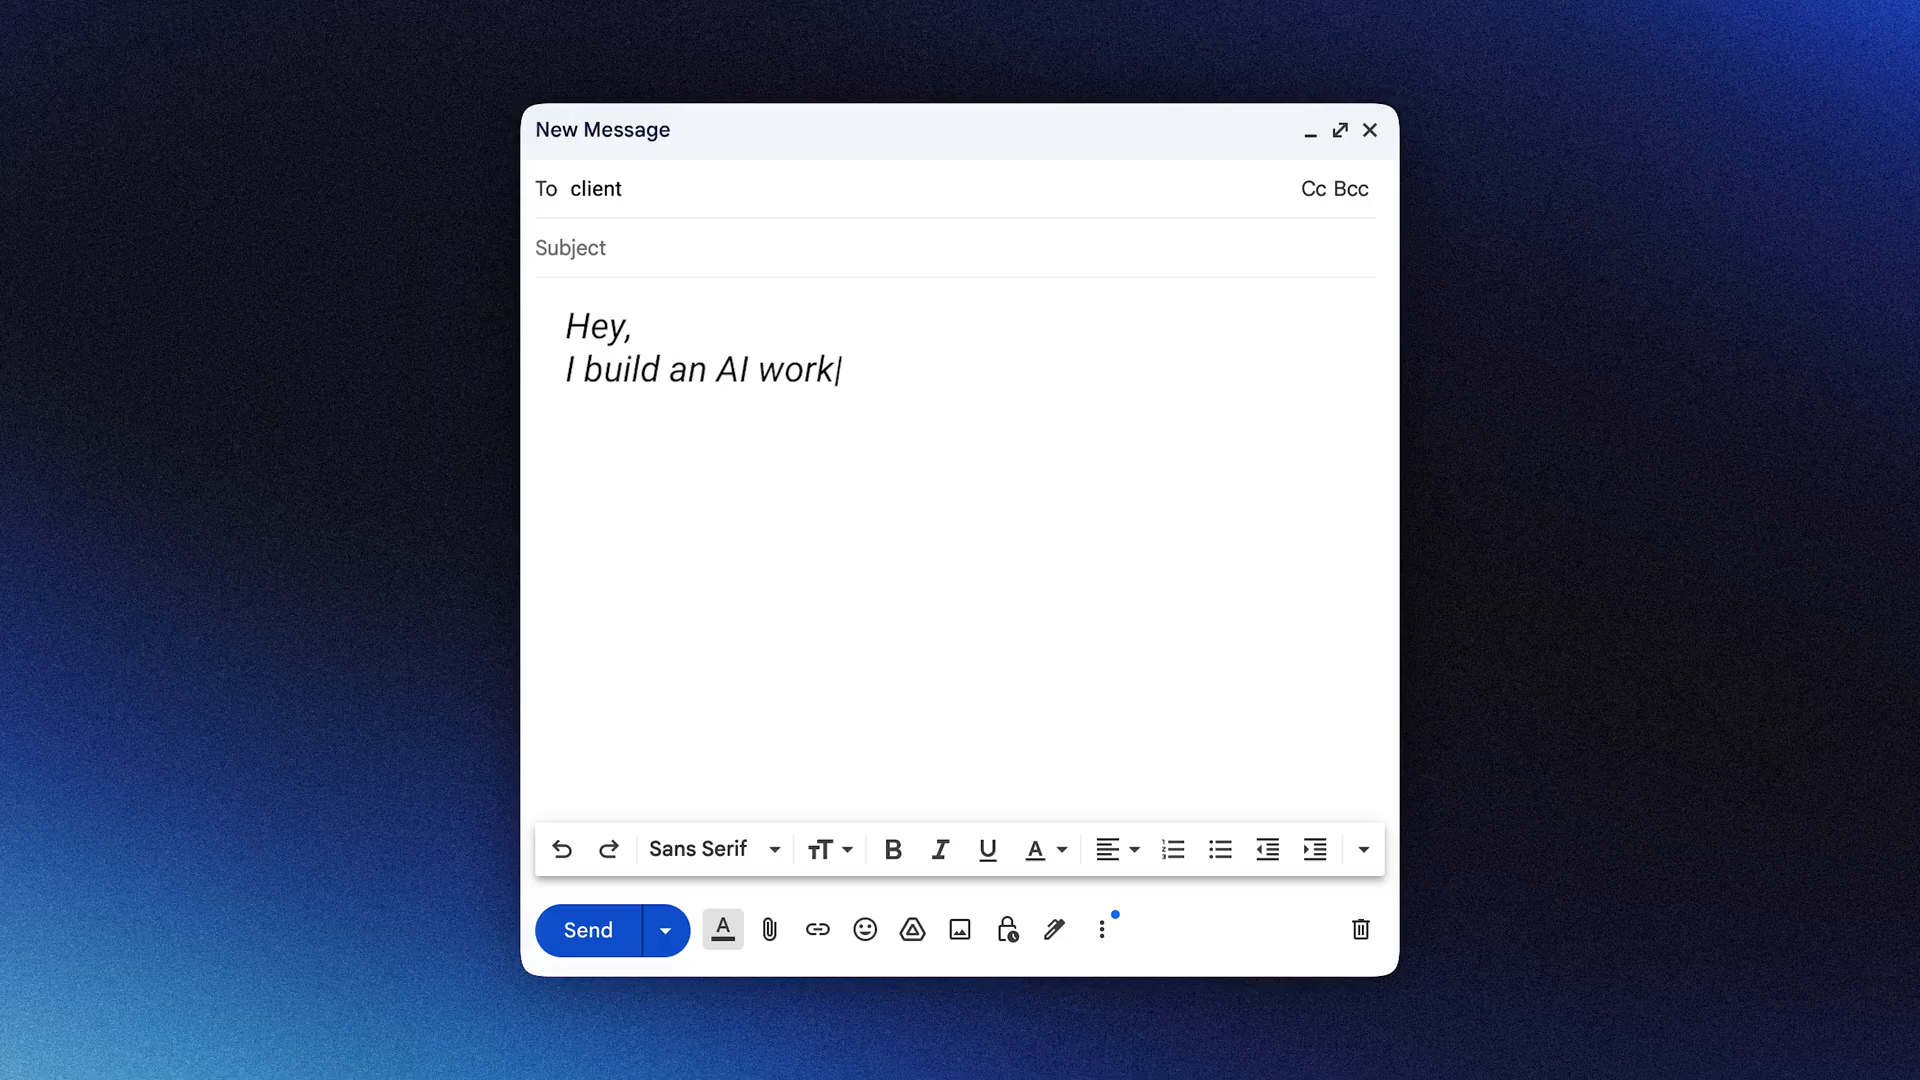 New Message
To client Cc Bcc
Subject
Hey,
I build an AI work
Sans Serif
Send